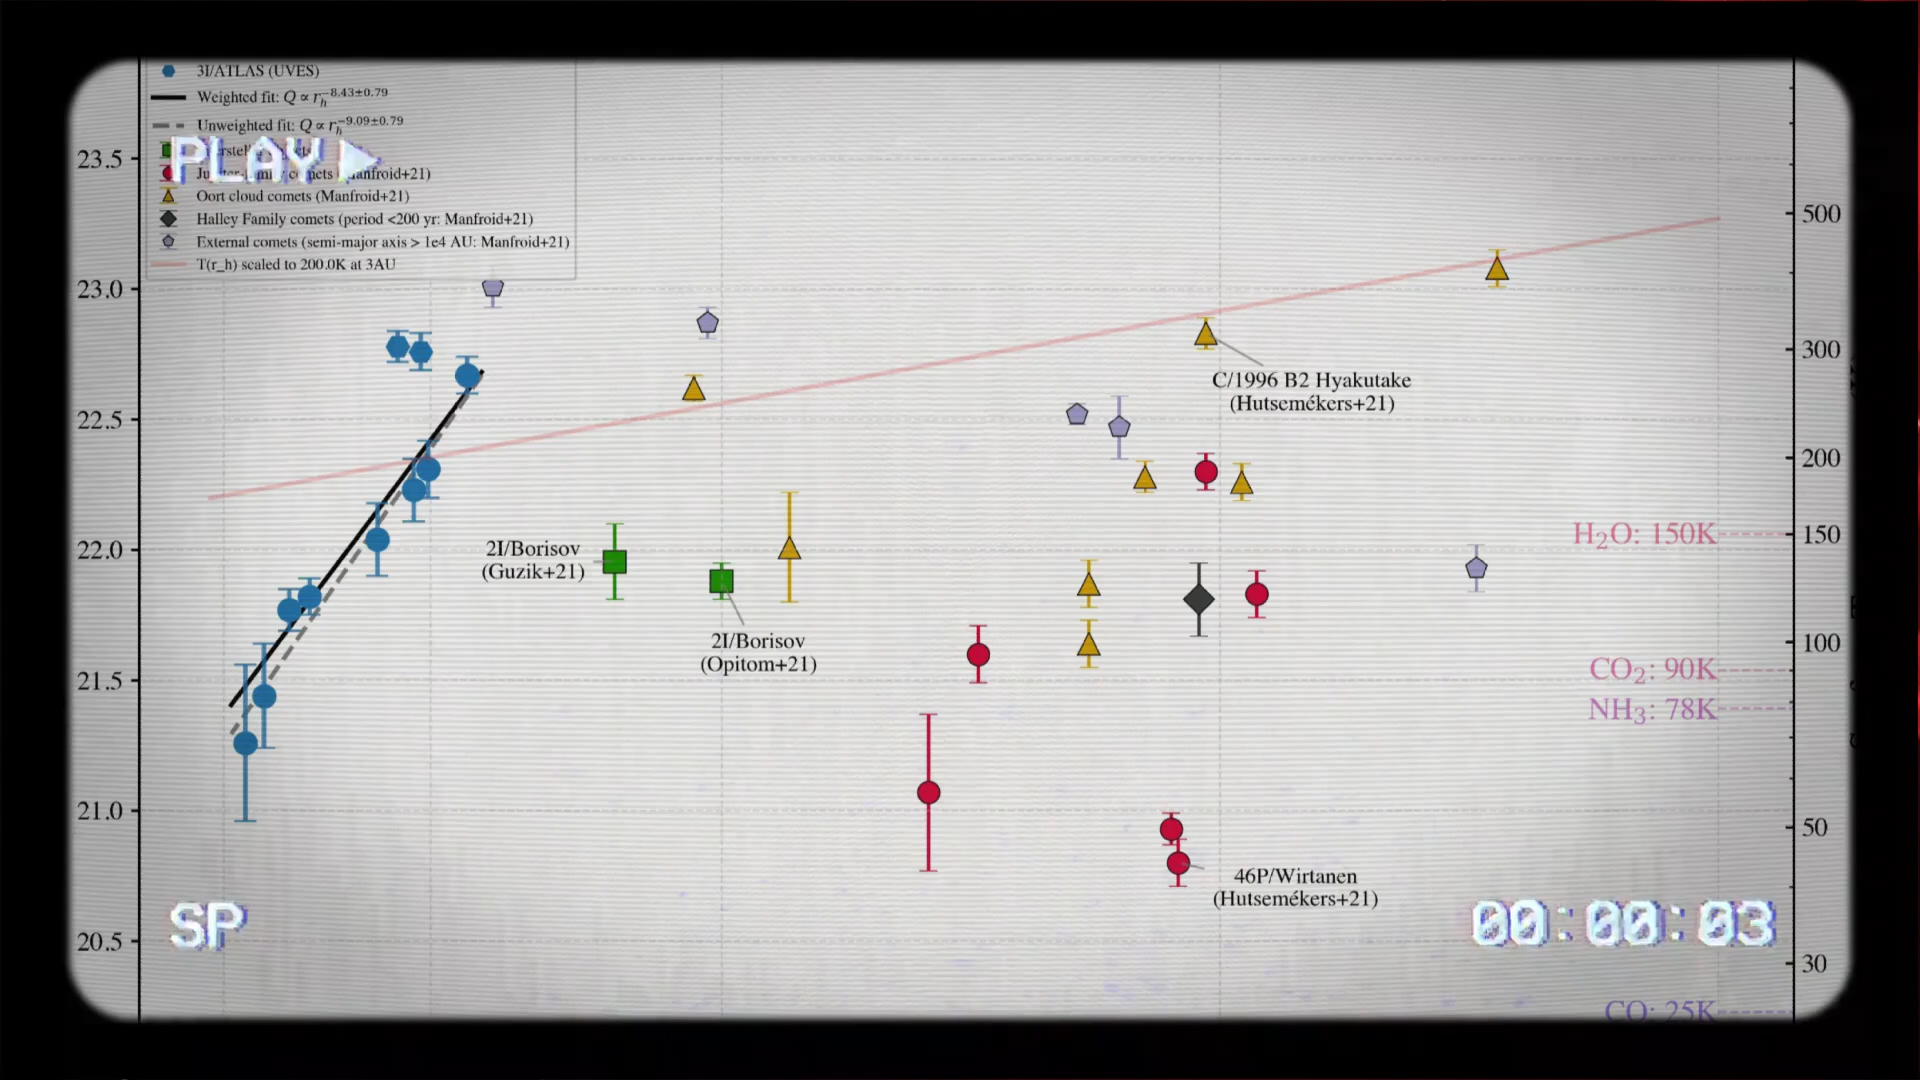 3I/ATLAS (UVES)
Weighted fit: Q ∝ r_h^−8.43±0.79
Unweighted fit: Q ∝ r_h^−9.09±0.79
PLAY
Oort cloud comets (Manfroid+21)
Halley Family comets (period <200 yr: Manfroid+21)
External comets (semi-major axis > 1e4 AU: Manfroid+21)
T(r_h) scaled to 200.0K at 3AU
23.5
23.0
22.5
22.0
21.5
21.0
20.5
500
300
200
150
100
50
30
C/1996 B2 Hyakutake
(Hutsemékers+21)
2I/Borisov
(Guzik+21)
2I/Borisov
(Opitom+21)
H₂O: 150K
CO₂: 90K
NH₃: 78K
46P/Wirtanen
(Hutsemékers+21)
CO: 25K
SP
00:00:03